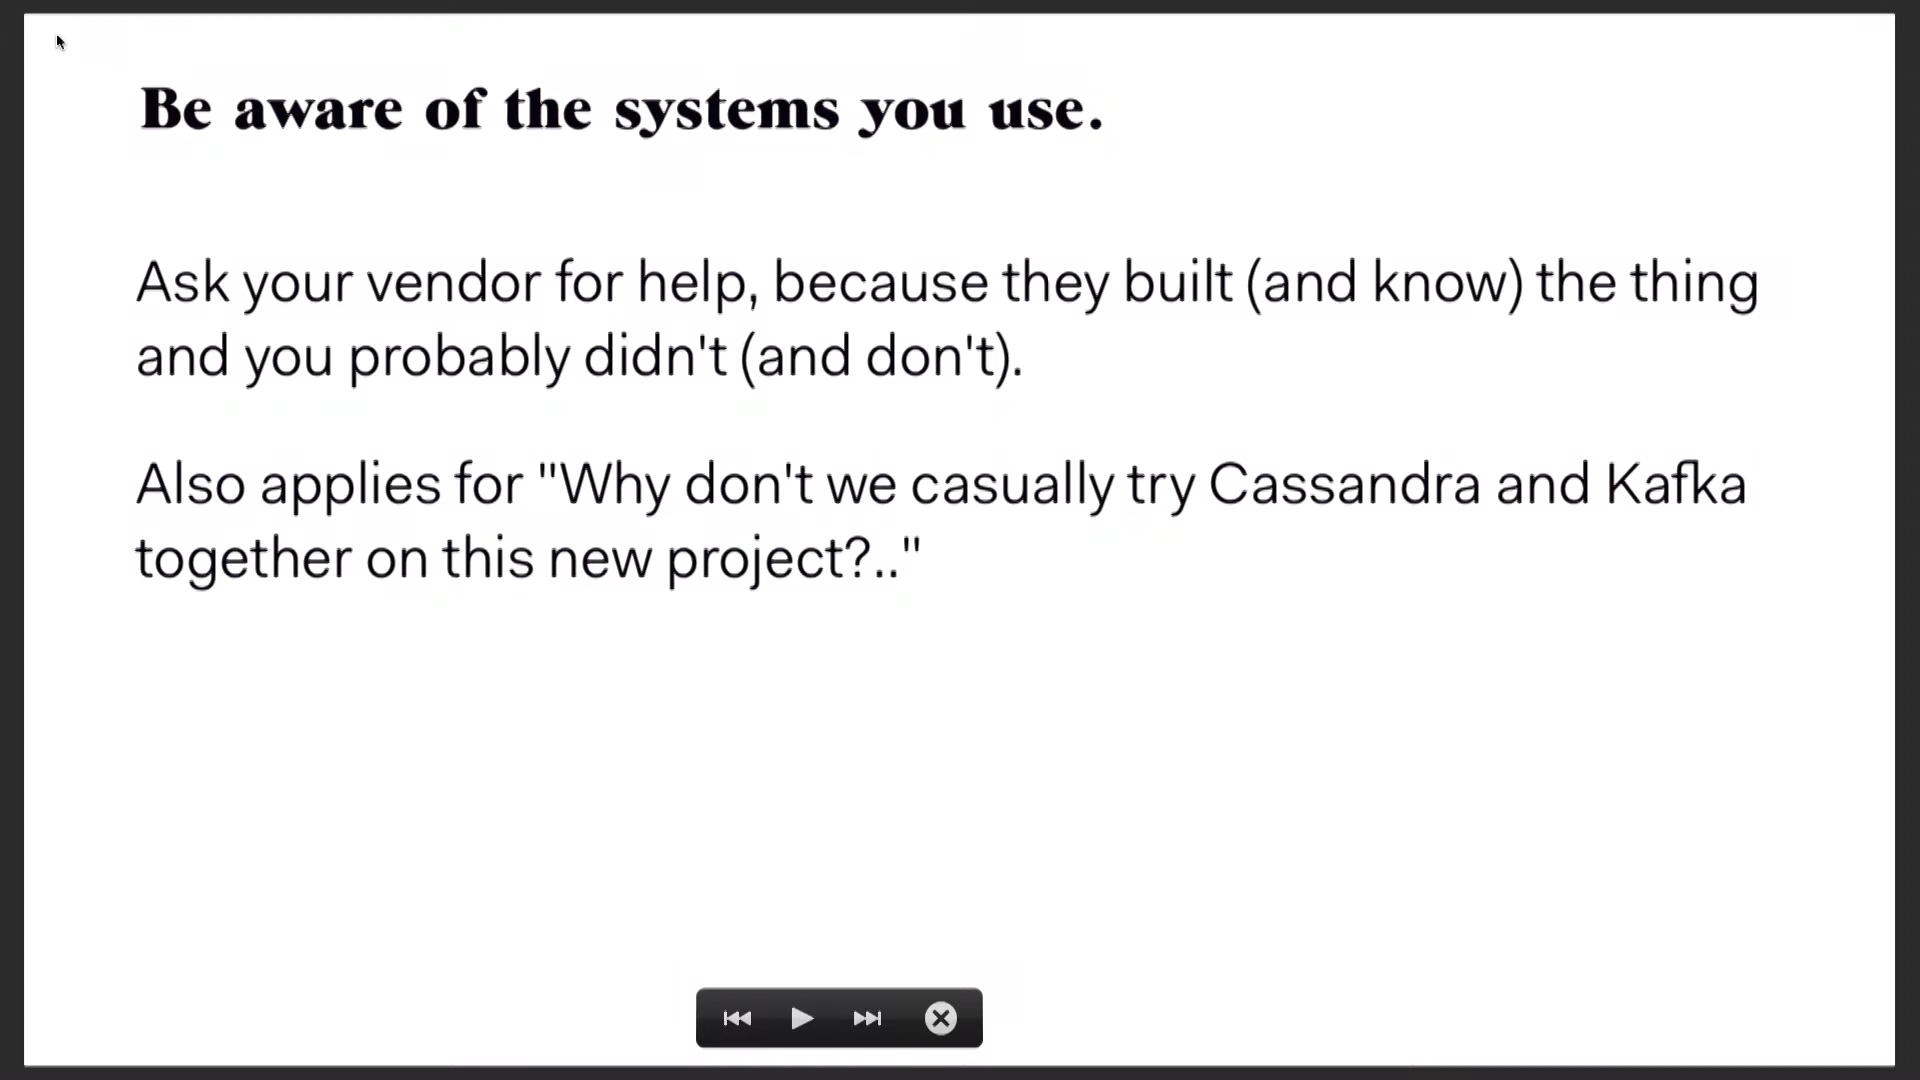 Be aware of the systems you use.
Ask your vendor for help, because they built (and know) the thing
and you probably didn't (and don't).
Also applies for "Why don't we casually try Cassandra and Kafka
together on this new project?.."